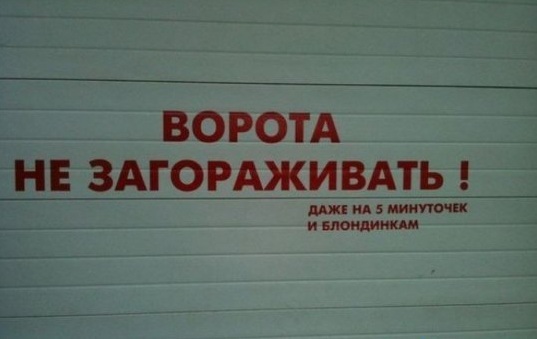 ВОРОТА
НЕ ЗАГОРАЖИВАТЬ !
ДАЖЕ НА 5 МИНУТОЧЕК
И БЛОНДИНКАМ